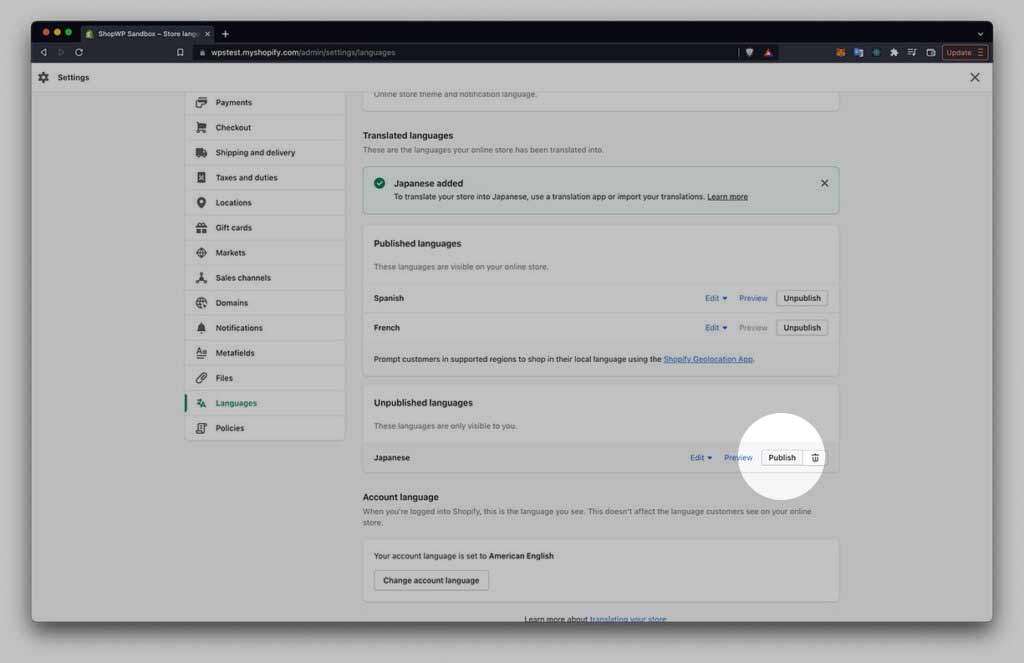 ShopWP Sandbox – Store lang
wpstest.myshopify.com/admin/settings/languages
Update
Settings
Payments
Checkout
Shipping and delivery
Taxes and duties
Locations
Gift cards
Markets
Sales channels
Domains
Notifications
Metafields
Files
Languages
Policies
Online store theme and notification language.
Translated languages
These are the languages your online store has been translated into.
Japanese added
To translate your store into Japanese, use a translation app or import your translations. Learn more
Published languages
These languages are visible on your online store.
Spanish Edit Preview Unpublish
French Edit Preview Unpublish
Prompt customers in supported regions to shop in their local language using the Shopify Geolocation App.
Unpublished languages
These languages are only visible to you.
Japanese Edit Preview Publish
Account language
When you're logged into Shopify, this is the language you see. This doesn't affect the language customers see on your online
store.
Your account language is set to American English
Change account language
Learn more about translating your store